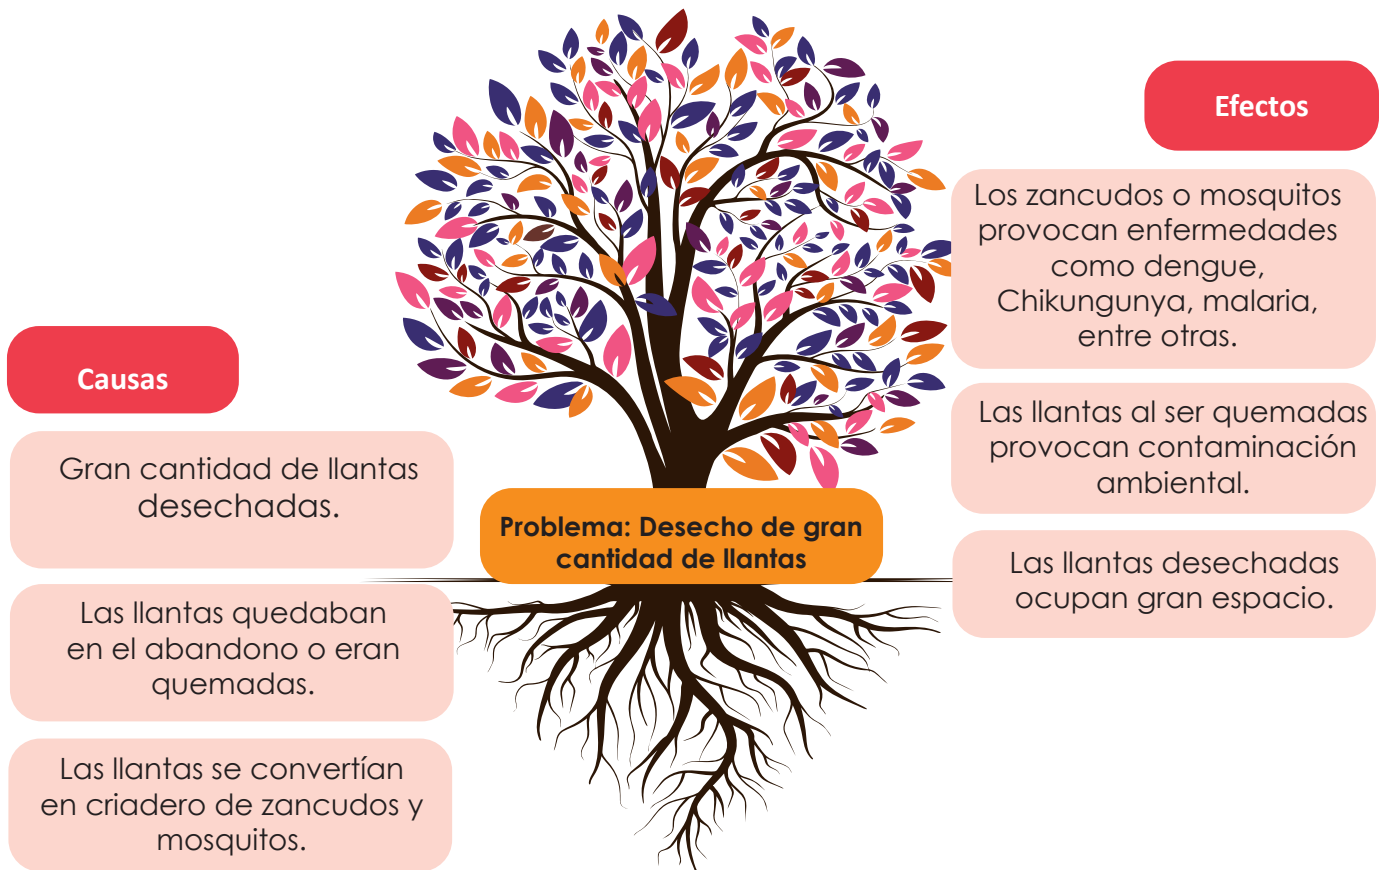 Causas
Gran cantidad de llantas
desechadas.
Las llantas quedaban
en el abandono o eran
quemadas.
Las llantas se convertían
en criadero de zancudos y
mosquitos.
Problema: Desecho de gran
cantidad de llantas
Efectos
Los zancudos o mosquitos
provocan enfermedades
como dengue,
Chikungunya, malaria,
entre otras.
Las llantas al ser quemadas
provocan contaminación
ambiental.
Las llantas desechadas
ocupan gran espacio.